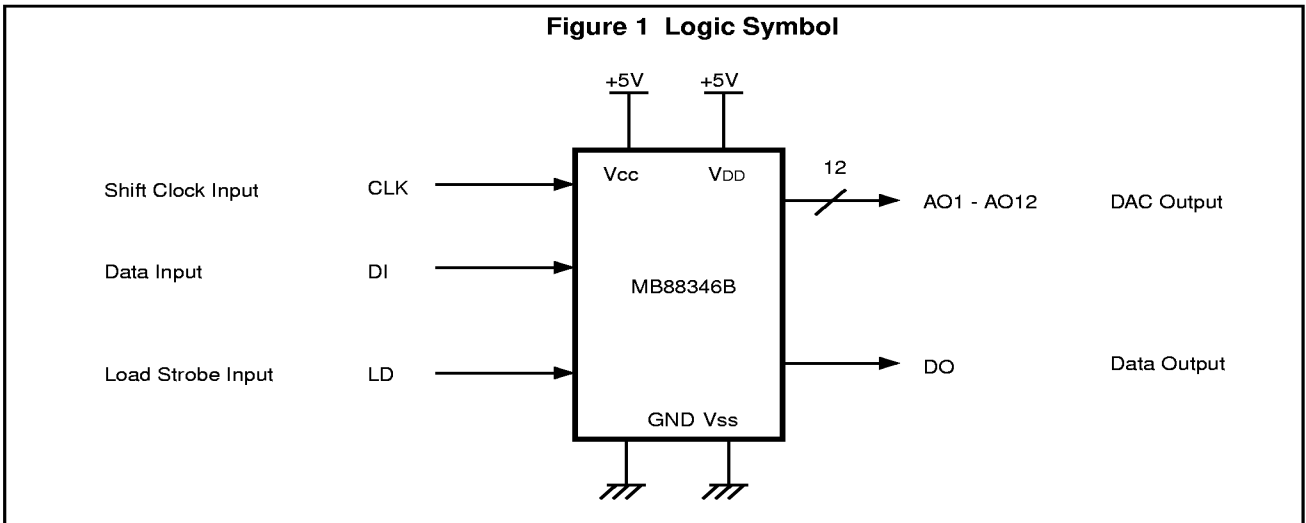 Figure 1 Logic Symbol
+5V +5V
Vcc VDD
12
Shift Clock Input CLK
AO1 - AO12 DAC Output
Data Input DI
MB88346B
Load Strobe Input LD
DO Data Output
GND Vss